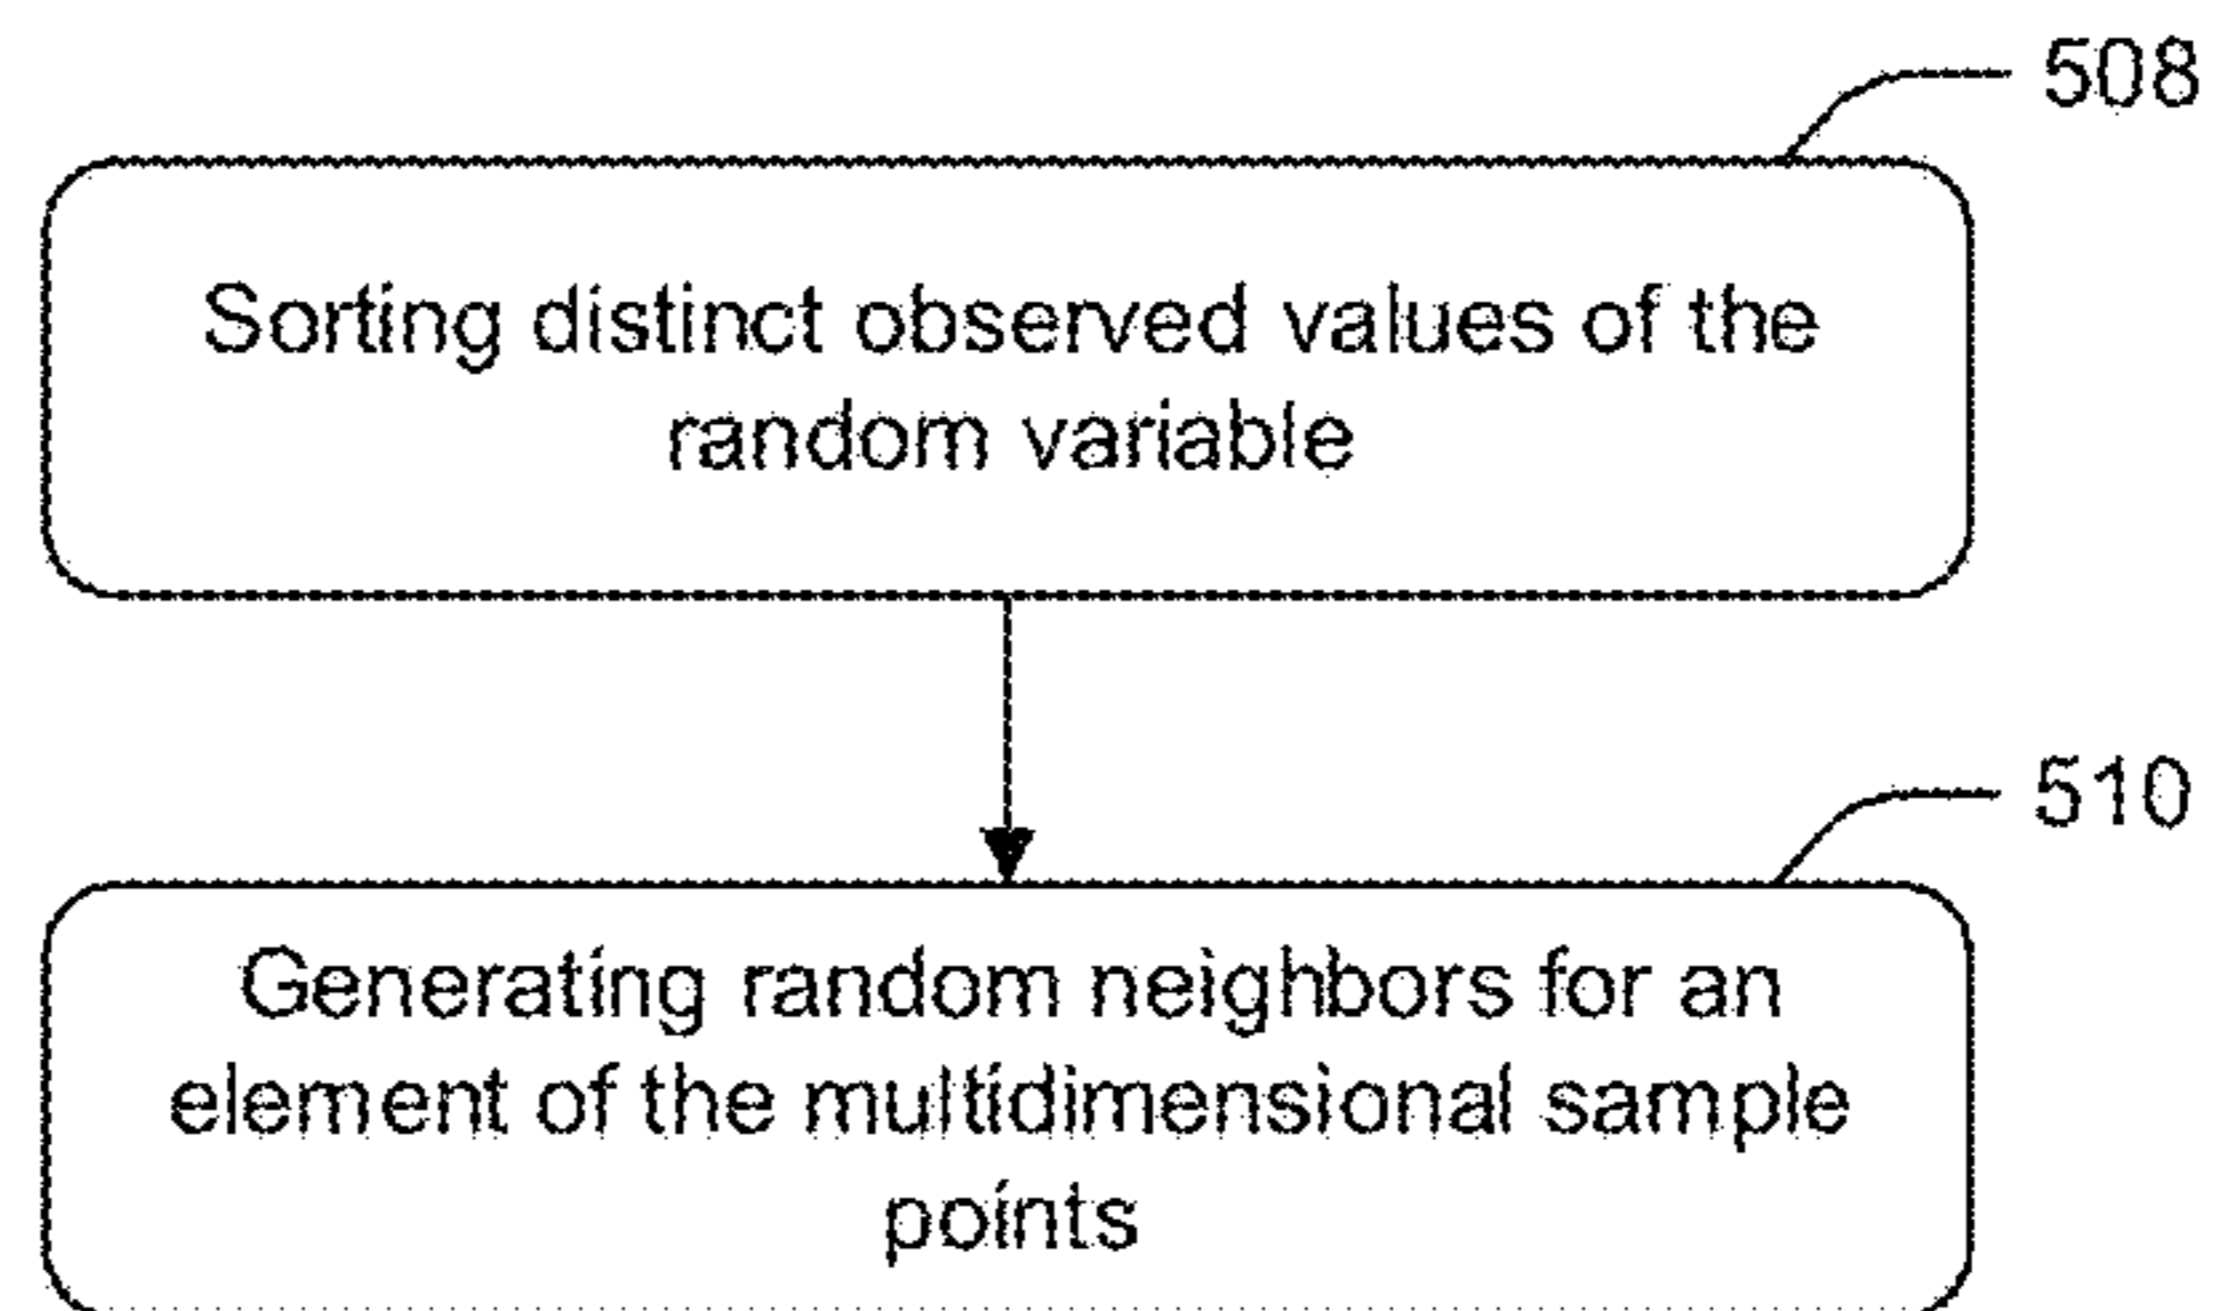 508
Sorting distinct observed values of the
random variable
510
Generating random neighbors for an
element of the multidimensional sample
points